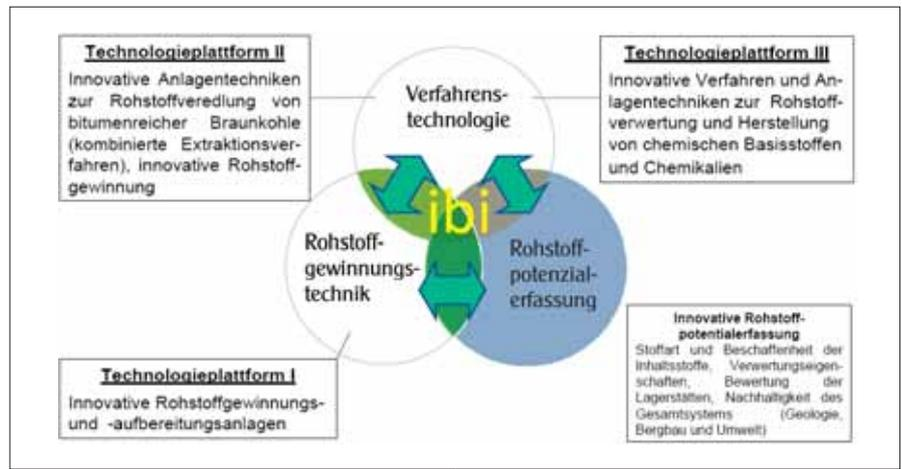 Technologieplattform II
Innovative Anlagentechniken
zur Rohstoffveredlung von
bitumenreicher Braunkohle
(kombinierte Extraktionsver-
fahren), innovative Rohstoff-
gewinnung
Verfahrens-
technologie
Technologieplattform III
Innovative Verfahren und An-
lagentechniken zur Rohstoff-
verwertung und Herstellung
von chemischen Basisstoffen
und Chemikalien
ibi
Rohstoff-
gewinnungs-
technik
Rohstoff-
potenzial-
erfassung
Technologieplattform I
Innovative Rohstoffgewinnungs-
und -aufbereitungsanlagen
Innovative Rohstoff-
potentialerfassung
Stoffart und Beschaffenheit der
Inhaltsstoffe, Verwertungseigen-
schaften, Bewertung der
Lagerstätten, Nachhaltigkeit des
Gesamtsystems (Geologie,
Bergbau und Umwelt)